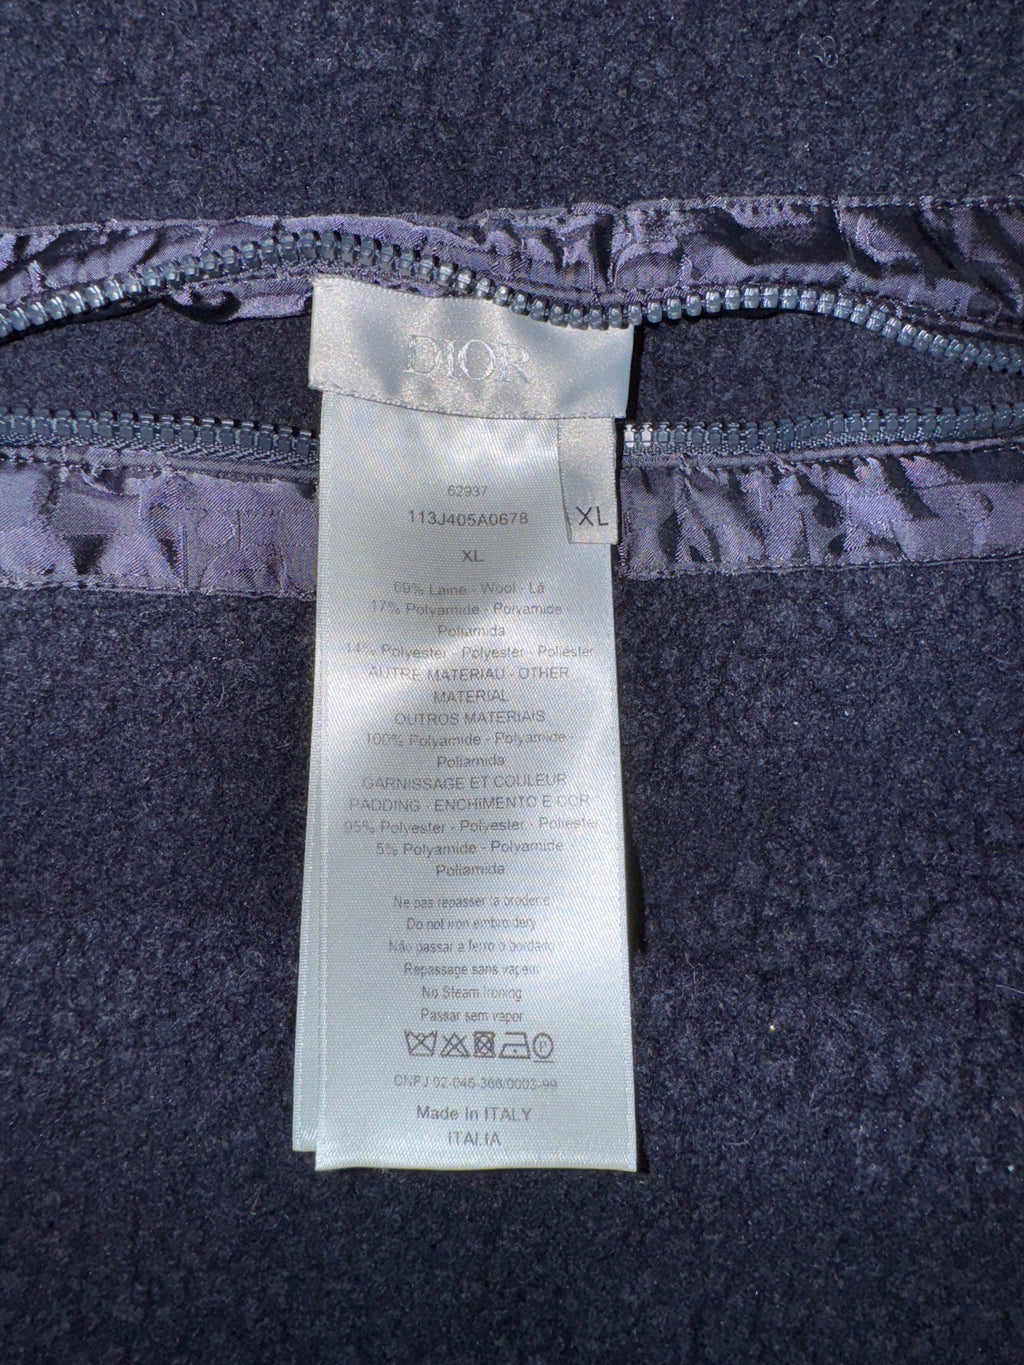 DIOR
62937
113J405A0678
XL
XL
69% Laine - Wool - Lã
17% Polyamide - Polyamide -
Poliamida
14% Polyester - Polyester - Poliéster
AUTRE MATERIAU - OTHER
MATERIAL
OUTROS MATERIAIS
100% Polyamide - Polyamide -
Poliamida
GARNISSAGE ET COULEUR
PADDING - ENCHIMENTO E COR
95% Polyester - Polyester - Poliéster
5% Polyamide - Polyamide
Poliamida
Ne pas repasser la broderie
Do not iron embroidery
Não passar a ferro o bordado
Repassage sans vapeur
No Steam Ironing
Passar sem vapor
P
CNPJ 02-046-366/0003-99
Made In ITALY
ITALIA